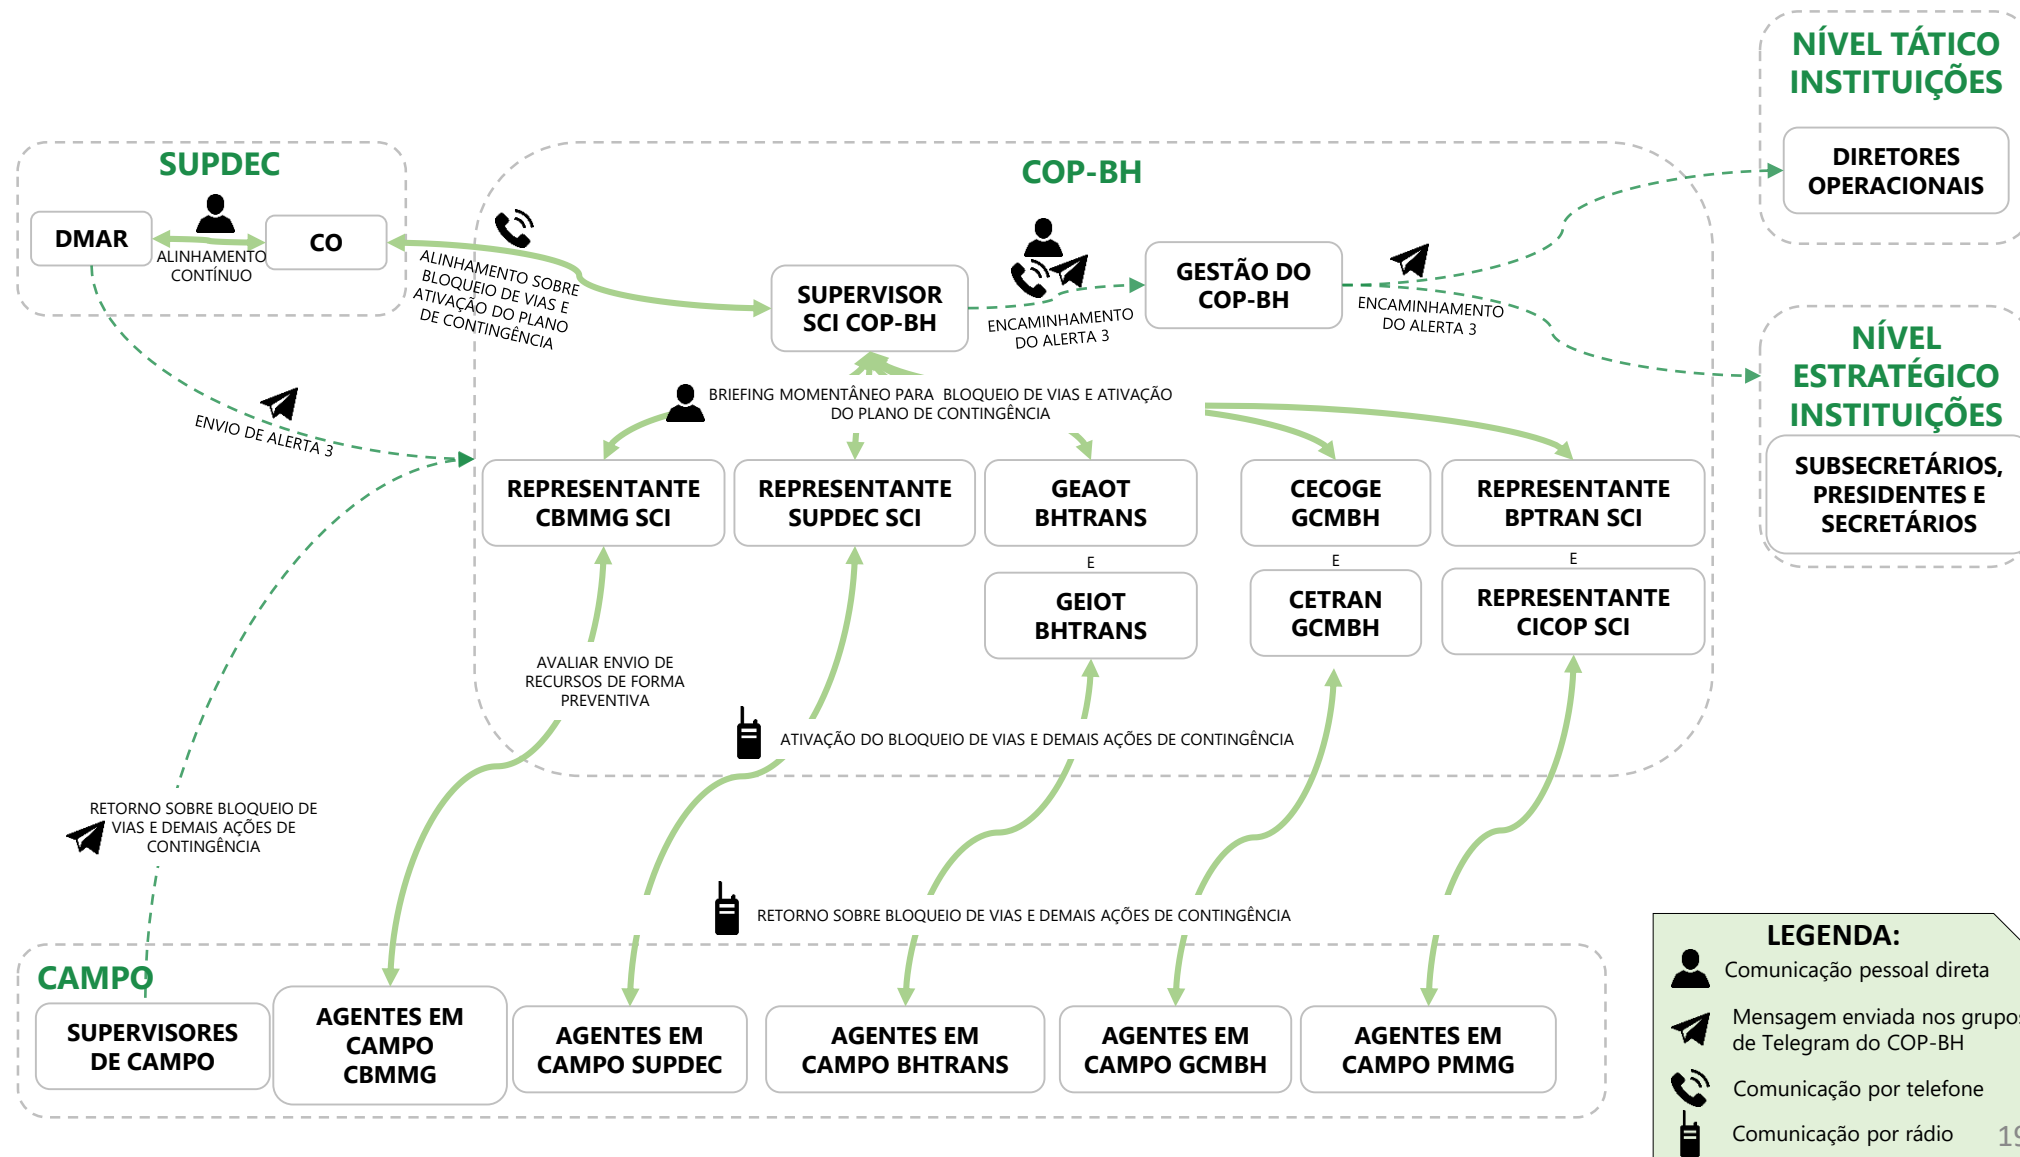 NÍVEL TÁTICO
INSTITUIÇÕES
DIRETORES
OPERACIONAIS
SUPDEC
DMAR
ALINHAMENTO
CONTÍNUO
CO
ALINHAMENTO SOBRE
BLOQUEIO DE VIAS E
ATIVAÇÃO DO PLANO
DE CONTINGÊNCIA
ENVIO DE ALERTA 3
COP-BH
SUPERVISOR
SCI COP-BH
ENCAMINHAMENTO
DO ALERTA 3
GESTÃO DO
COP-BH
ENCAMINHAMENTO
DO ALERTA 3
NÍVEL
ESTRATÉGICO
INSTITUIÇÕES
SUBSECRETÁRIOS,
PRESIDENTES E
SECRETÁRIOS
BRIEFING MOMENTÂNEO PARA BLOQUEIO DE VIAS E ATIVAÇÃO
DO PLANO DE CONTINGÊNCIA
REPRESENTANTE
CBMMG SCI
REPRESENTANTE
SUPDEC SCI
GEAOT
BHTRANS
E
GEIOT
BHTRANS
CECOGE
GCMBH
E
CETRAN
GCMBH
REPRESENTANTE
BPTRAN SCI
E
REPRESENTANTE
CICOP SCI
AVALIAR ENVIO DE
RECURSOS DE FORMA
PREVENTIVA
ATIVAÇÃO DO BLOQUEIO DE VIAS E DEMAIS AÇÕES DE CONTINGÊNCIA
RETORNO SOBRE BLOQUEIO DE
VIAS E DEMAIS AÇÕES DE
CONTINGÊNCIA
RETORNO SOBRE BLOQUEIO DE VIAS E DEMAIS AÇÕES DE CONTINGÊNCIA
CAMPO
SUPERVISORES
DE CAMPO
AGENTES EM
CAMPO
CBMMG
AGENTES EM
CAMPO SUPDEC
AGENTES EM
CAMPO BHTRANS
AGENTES EM
CAMPO GCMBH
AGENTES EM
CAMPO PMMG
LEGENDA:
Comunicação pessoal direta
Mensagem enviada nos grupos
de Telegram do COP-BH
Comunicação por telefone
Comunicação por rádio
19